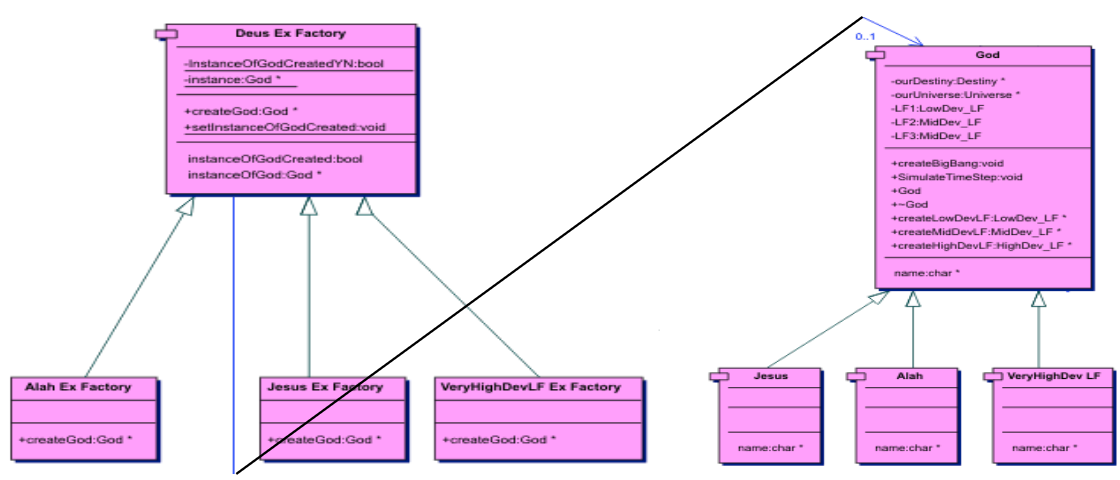 Deus Ex Factory
-InstanceOfGodCreatedYN:bool
-instance:God *
+createGod:God *
+setInstanceOfGodCreated:void
instanceOfGodCreated:bool
instanceOfGod:God *
0..1
God
-ourDestiny:Destiny *
-ourUniverse:Universe *
-LF1:LowDev_LF
-LF2:MidDev_LF
-LF3:MidDev_LF
+createBigBang:void
+SimulateTimeStep:void
+God
+~God
+createLowDevLF:LowDev_LF *
+createMidDevLF:MidDev_LF *
+createHighDevLF:HighDev_LF *
name:char *
Alah Ex Factory
+createGod:God *
Jesus Ex Factory
+createGod:God *
VeryHighDevLF Ex Factory
+createGod:God *
Jesus
name:char *
Alah
name:char *
VeryHighDev LF
name:char *